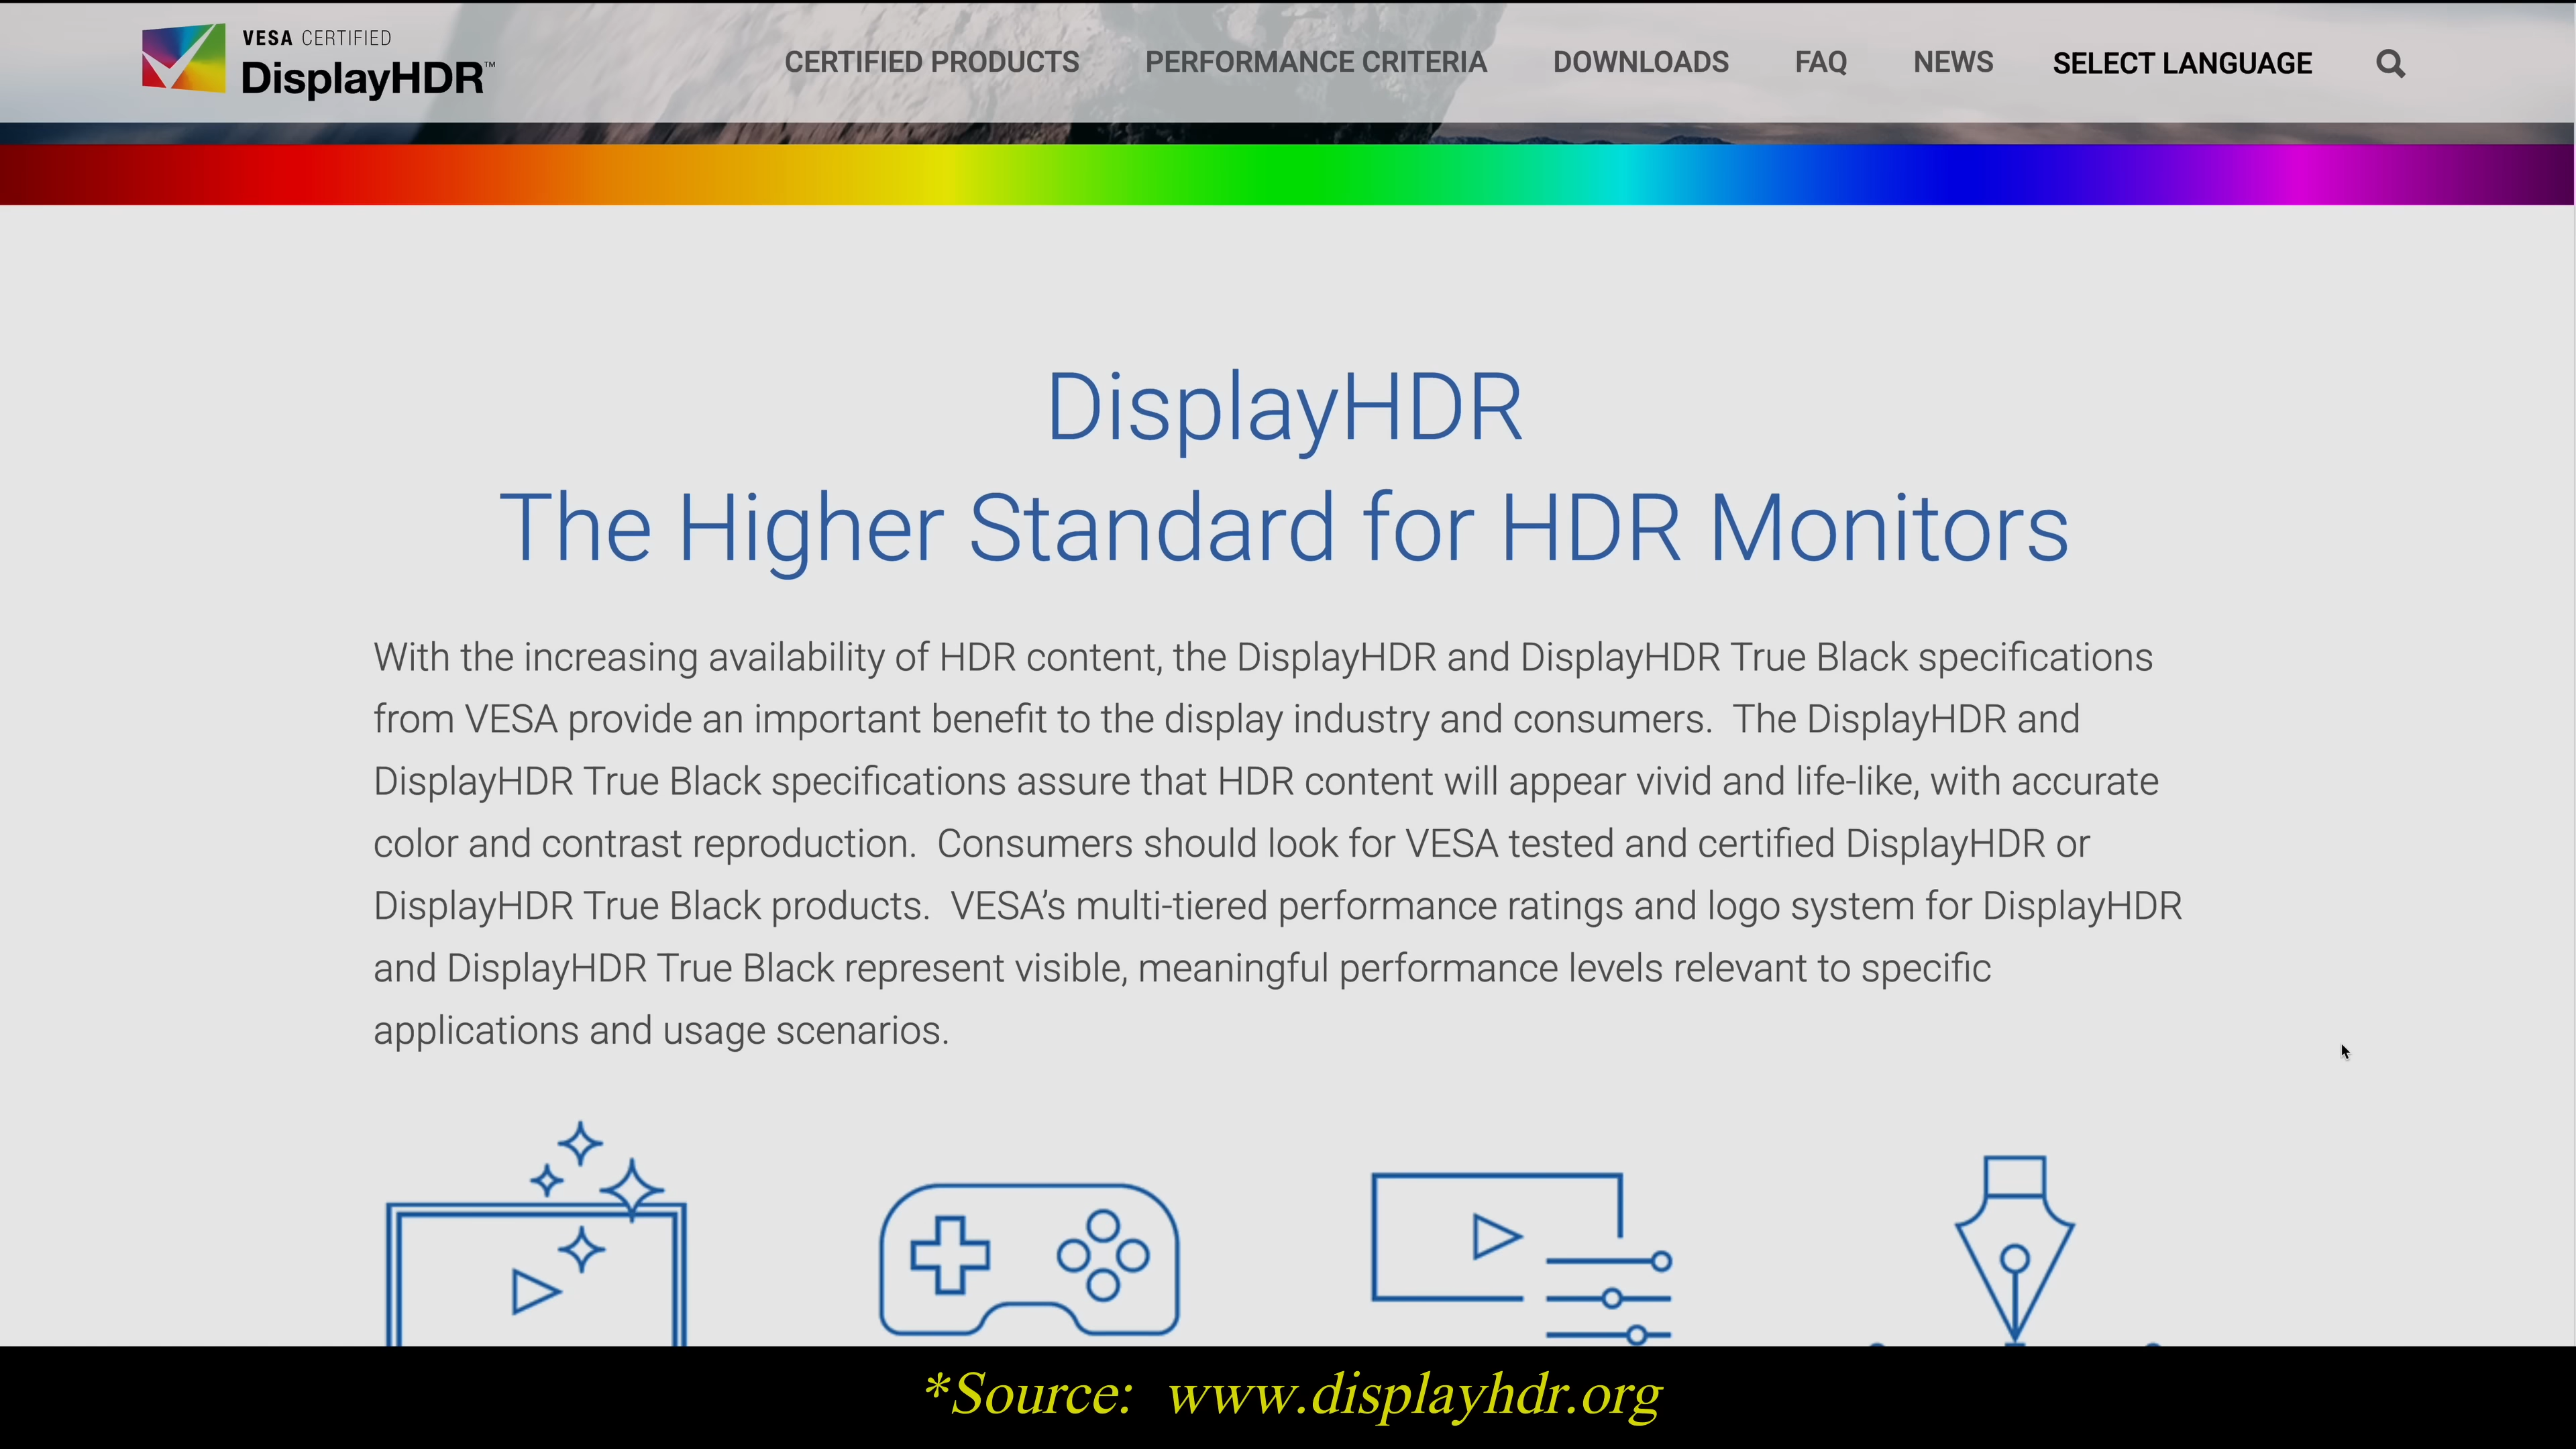 VESA CERTIFIED
DisplayHDR™
CERTIFIED PRODUCTS PERFORMANCE CRITERIA DOWNLOADS FAQ NEWS SELECT LANGUAGE
DisplayHDR
The Higher Standard for HDR Monitors
With the increasing availability of HDR content, the DisplayHDR and DisplayHDR True Black specifications
from VESA provide an important benefit to the display industry and consumers.  The DisplayHDR and
DisplayHDR True Black specifications assure that HDR content will appear vivid and life-like, with accurate
color and contrast reproduction.  Consumers should look for VESA tested and certified DisplayHDR or
DisplayHDR True Black products.  VESA’s multi-tiered performance ratings and logo system for DisplayHDR
and DisplayHDR True Black represent visible, meaningful performance levels relevant to specific
applications and usage scenarios.
*Source:  www.displayhdr.org